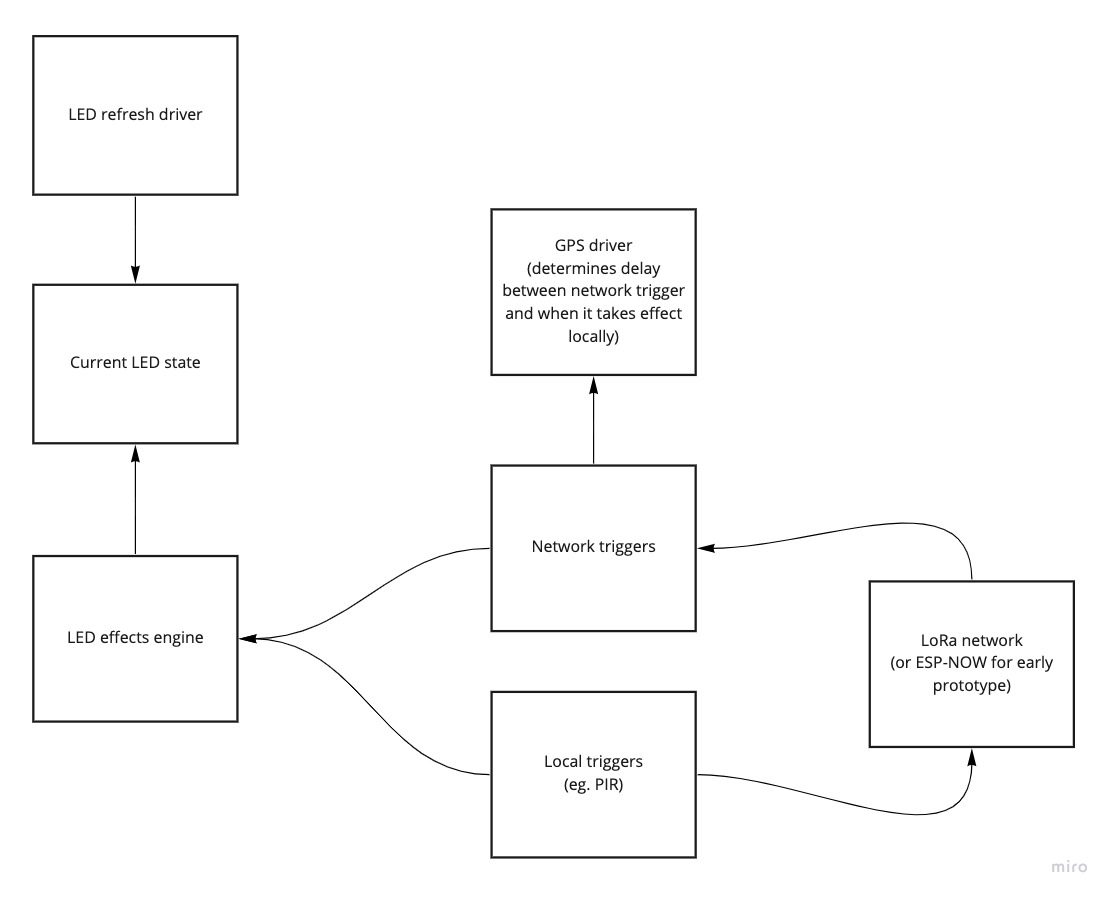 LED refresh driver
Current LED state
LED effects engine
GPS driver
(determines delay
between network trigger
and when it takes effect
locally)
Network triggers
Local triggers
(eg. PIR)
LoRa network
(or ESP-NOW for early
prototype)
miro